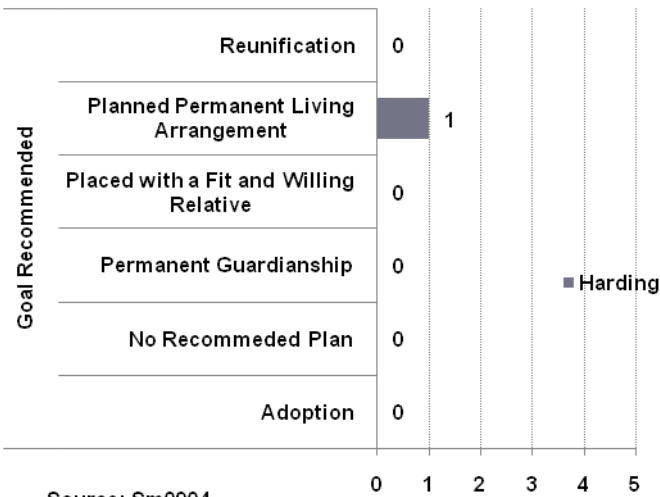 Reunification 0
Planned Permanent Living
Arrangement 1
Placed with a Fit and Willing
Relative 0
Permanent Guardianship 0
No Recommeded Plan 0
Adoption 0
Goal Recommended
Harding
0 1 2 3 4 5
Source: